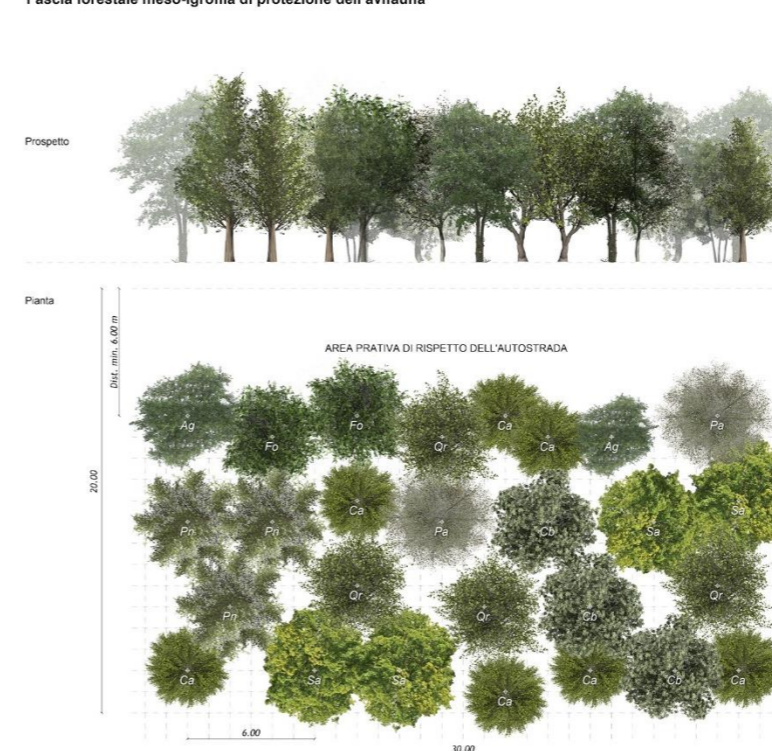 Fascia forestale meso-igrofila di protezione dell'avifauna
Prospetto
Pianta
Dist. min. 6.00 m
AREA PRATIVA DI RISPETTO DELL'AUTOSTRADA
Ag
Fo
Fo
Qr
Ca
Ca
Ag
Pa
20.00
Pn
Pn
Ca
Pa
Cb
Sa
Sa
Pn
Qr
Qr
Cb
Qr
Ca
Sa
Sa
Ca
Ca
Cb
Ca
6.00
30.00